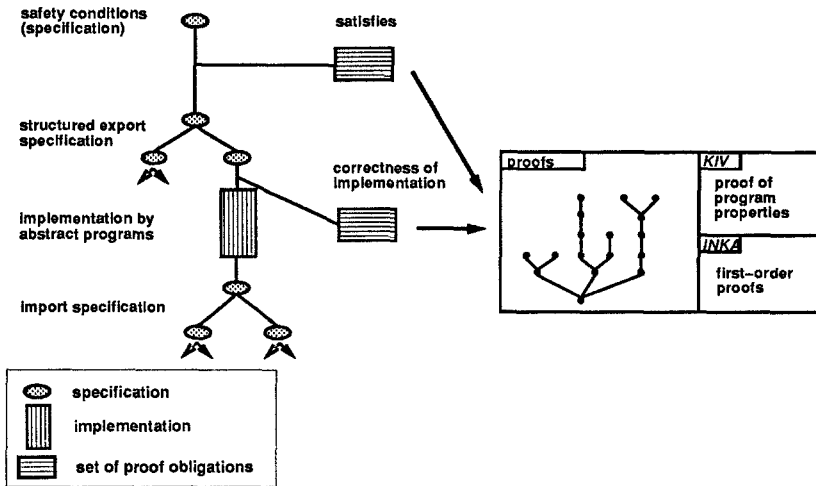 safety conditions
(specification)
satisfies
structured export
specification
correctness of
implementation
proofs
KIV
proof of
program
properties
implementation by
abstract programs
INKA
first-order
proofs
import specification
specification
implementation
set of proof obligations